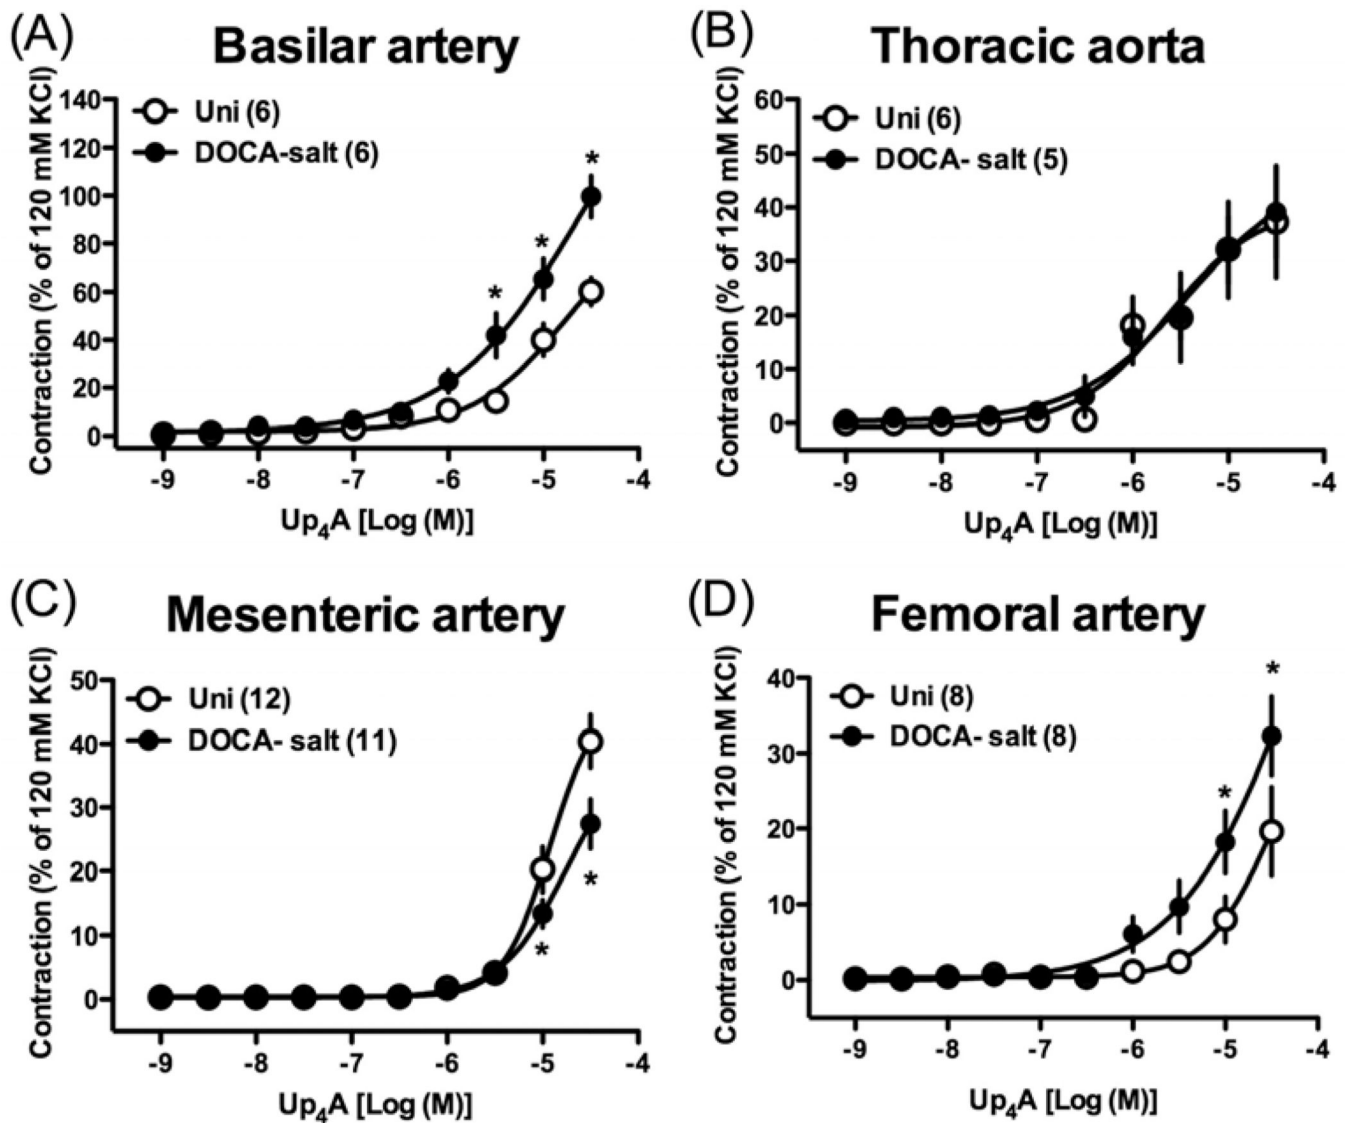 (A)
Basilar artery
Contraction (% of 120 mM KCl)
140
120
100
80
60
40
20
0
Uni (6)
DOCA-salt (6)
*
*
*
-9 -8 -7 -6 -5 -4
Up₄A [Log (M)]
(B)
Thoracic aorta
Contraction (% of 120 mM KCl)
60
50
40
30
20
10
0
Uni (6)
DOCA- salt (5)
-9 -8 -7 -6 -5 -4
Up₄A [Log (M)]
(C)
Mesenteric artery
Contraction (% of 120 mM KCl)
50
40
30
20
10
0
Uni (12)
DOCA- salt (11)
*
*
-9 -8 -7 -6 -5 -4
Up₄A [Log (M)]
(D)
Femoral artery
Contraction (% of 120 mM KCl)
40
30
20
10
0
Uni (8)
DOCA- salt (8)
*
*
-9 -8 -7 -6 -5 -4
Up₄A [Log (M)]